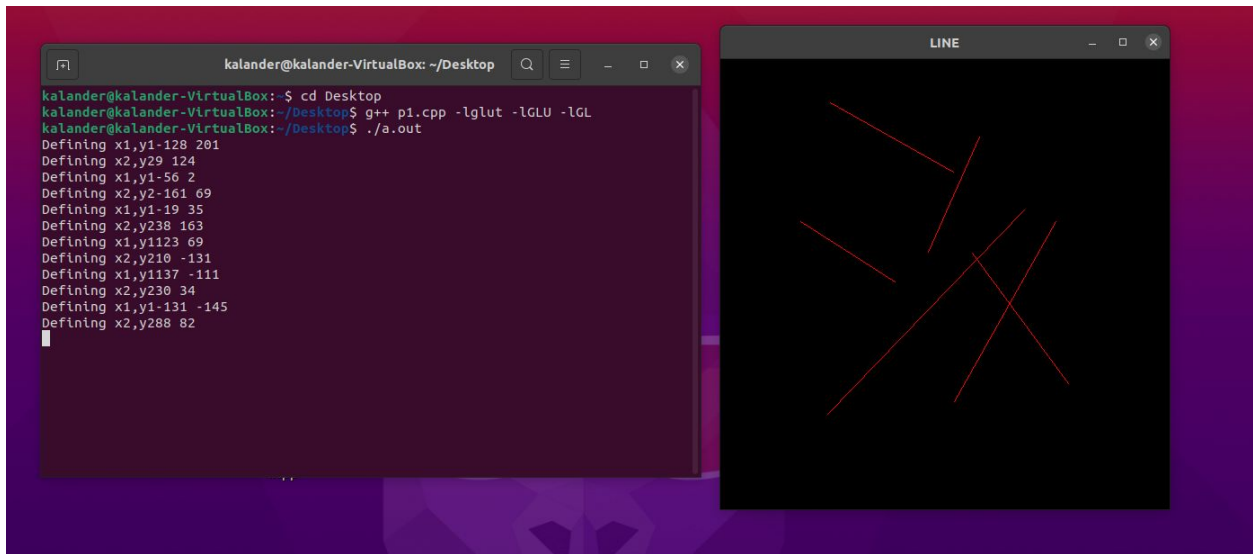 kalander@kalander-VirtualBox: ~/Desktop
kalander@kalander-VirtualBox:~$ cd Desktop
kalander@kalander-VirtualBox:~/Desktop$ g++ p1.cpp -lglut -lGLU -lGL
kalander@kalander-VirtualBox:~/Desktop$ ./a.out
Defining x1,y1-128 201
Defining x2,y29 124
Defining x1,y1-56 2
Defining x2,y2-161 69
Defining x1,y1-19 35
Defining x2,y238 163
Defining x1,y1123 69
Defining x2,y210 -131
Defining x1,y1137 -111
Defining x2,y230 34
Defining x1,y1-131 -145
Defining x2,y288 82
LINE